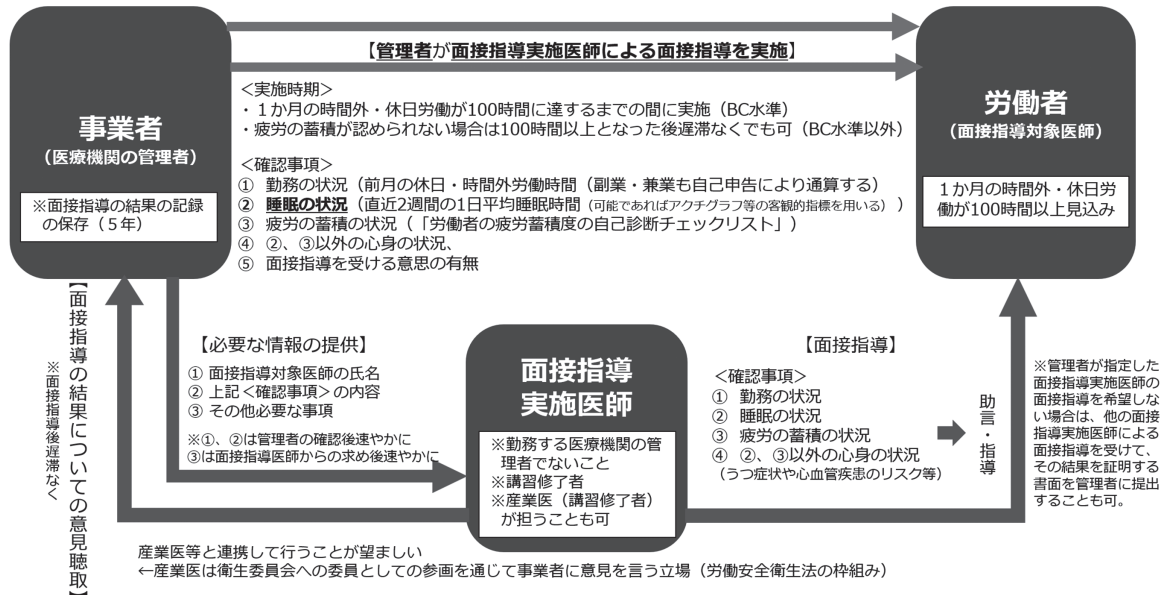 【管理者が面接指導実施医師による面接指導を実施】
事業者
（医療機関の管理者）
※面接指導の結果の記録
の保存（５年）
＜実施時期＞
・１か月の時間外・休日労働が100時間に達するまでの間に実施（BC水準）
・疲労の蓄積が認められない場合は100時間以上となった後遅滞なくでも可（BC水準以外）
＜確認事項＞
① 勤務の状況（前月の休日・時間外労働時間（副業・兼業も自己申告により通算する）
② 睡眠の状況（直近2週間の1日平均睡眠時間（可能であればアクチグラフ等の客観的指標を用いる））
③ 疲労の蓄積の状況（「労働者の疲労蓄積度の自己診断チェックリスト」）
④ ②、③以外の心身の状況、
⑤ 面接指導を受ける意思の有無
労働者
（面接指導対象医師）
１か月の時間外・休日労
働が100時間以上見込み
【面接指導の結果についての意見聴取】
※面接指導後遅滞なく
【必要な情報の提供】
① 面接指導対象医師の氏名
② 上記＜確認事項＞の内容
③ その他必要な事項
※①、②は管理者の確認後速やかに
③は面接指導医師からの求め後速やかに
面接指導
実施医師
※勤務する医療機関の管
理者でないこと
※講習修了者
※産業医（講習修了者）
が担うことも可
【面接指導】
＜確認事項＞
① 勤務の状況
② 睡眠の状況
③ 疲労の蓄積の状況
④ ②、③以外の心身の状況
（うつ症状や心血管疾患のリスク等）
助言・指導
※管理者が指定した
面接指導実施医師の
面接指導を希望しな
い場合は、他の面接
指導実施医師による
面接指導を受けて、
その結果を証明する
書面を管理者に提出
することも可。
産業医等と連携して行うことが望ましい
←産業医は衛生委員会への委員としての参画を通じて事業者に意見を言う立場（労働安全衛生法の枠組み）